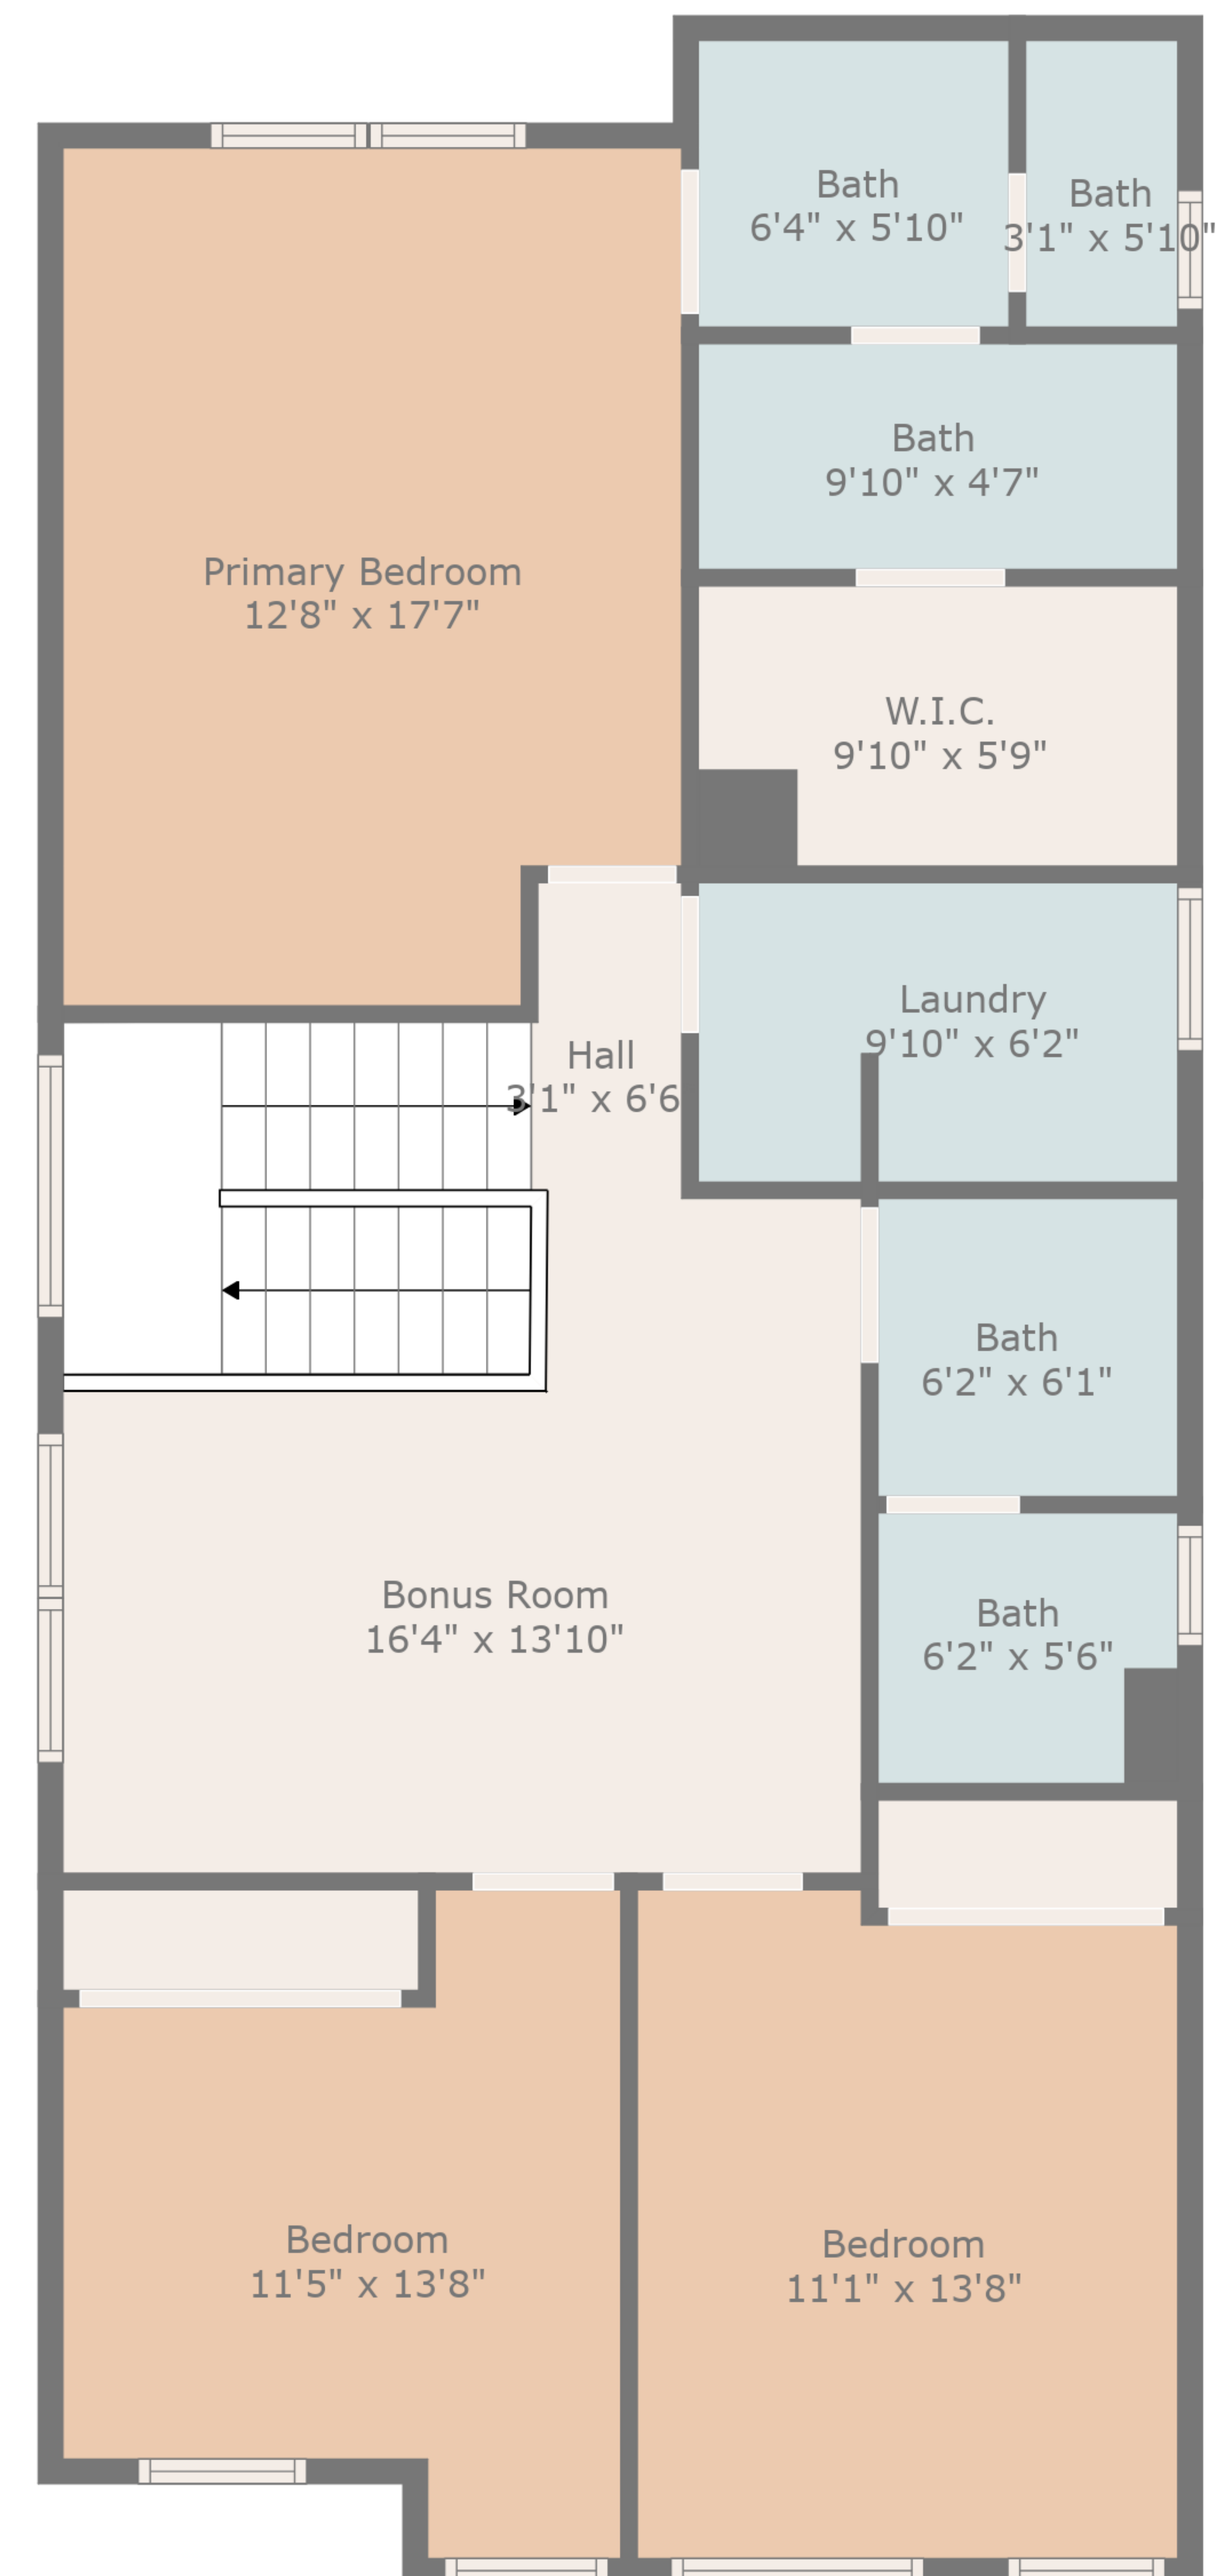 Bath
6'4" x 5'10"
Bath
3'1" x 5'10"
Bath
9'10" x 4'7"
Primary Bedroom
12'8" x 17'7"
W.I.C.
9'10" x 5'9"
Laundry
9'10" x 6'2"
Hall
3'1" x 6'6
Bath
6'2" x 6'1"
Bonus Room
16'4" x 13'10"
Bath
6'2" x 5'6"
Bedroom
11'5" x 13'8"
Bedroom
11'1" x 13'8"